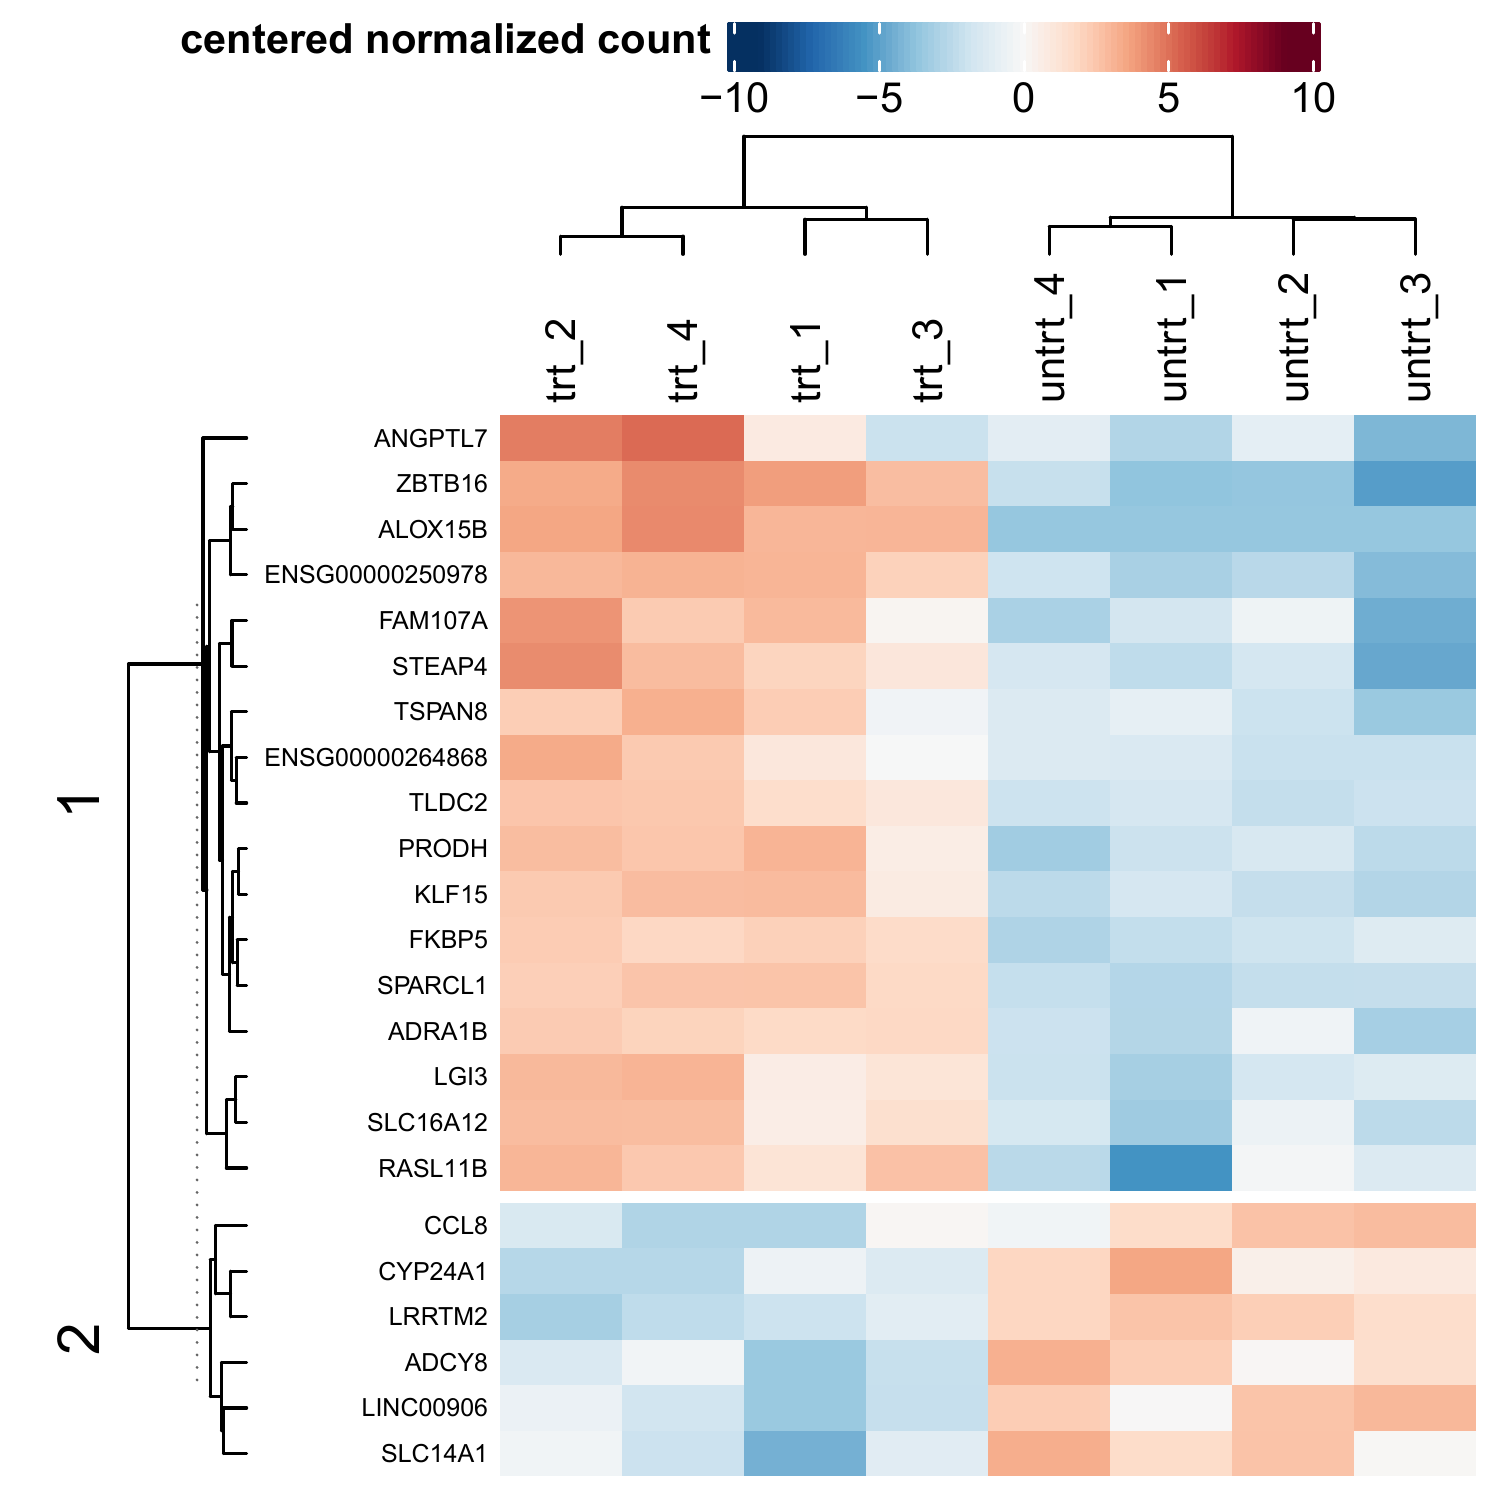 centered normalized count
−10 −5 0 5 10
trt_2 trt_4 trt_1 trt_3 untrt_4 untrt_1 untrt_2 untrt_3
1
ANGPTL7
ZBTB16
ALOX15B
ENSG00000250978
FAM107A
STEAP4
TSPAN8
ENSG00000264868
TLDC2
PRODH
KLF15
FKBP5
SPARCL1
ADRA1B
LGI3
SLC16A12
RASL11B
2
CCL8
CYP24A1
LRRTM2
ADCY8
LINC00906
SLC14A1